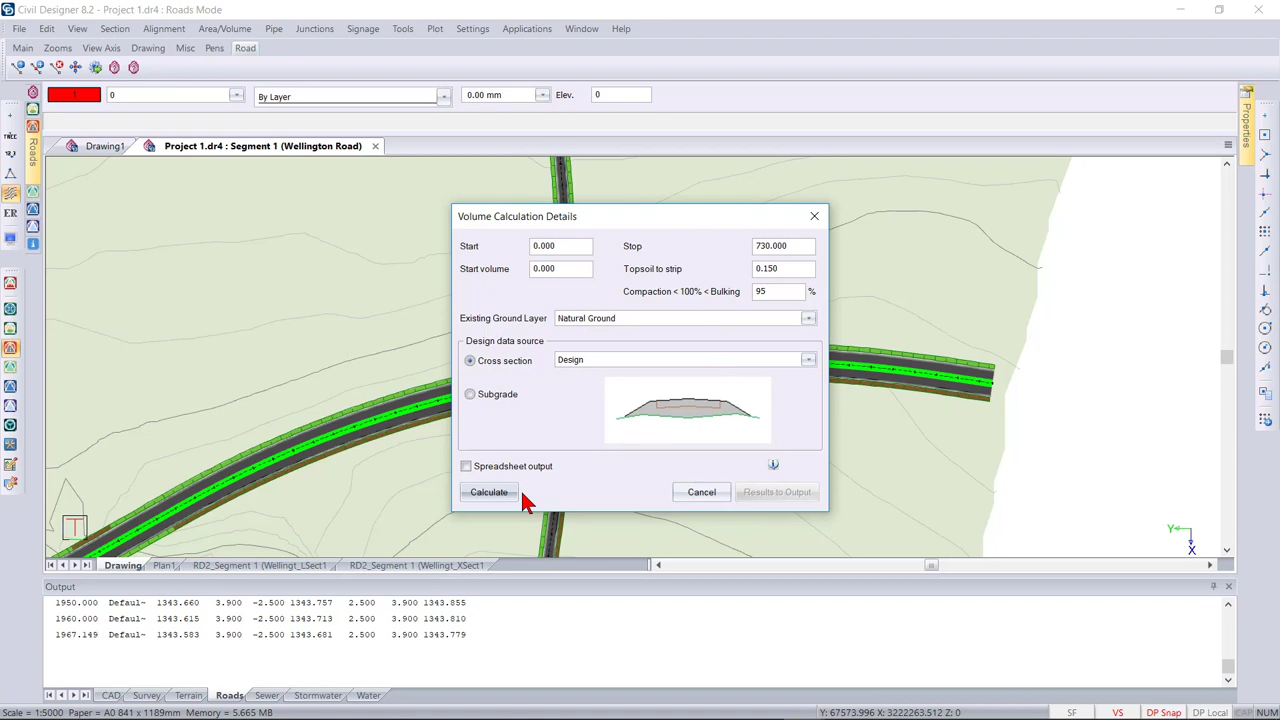 Civil Designer 8.2 - Project 1.dr4 : Roads Mode
File Edit View Section Alignment Area/Volume Pipe Junctions Signage Tools Plot Settings Applications Window Help
Main Zooms View Axis Drawing Misc Pens Road
1 0 By Layer 0.00 mm Elev. 0
Drawing1 Project 1.dr4 : Segment 1 (Wellington Road)
Properties
Roads
TREE
12.3
ER
Volume Calculation Details
Start 0.000 Stop 730.000
Start volume 0.000 Topsoil to strip 0.150
Compaction < 100% < Bulking 95 %
Existing Ground Layer Natural Ground
Design data source
Cross section Design
Subgrade
Spreadsheet output
Calculate Cancel Results to Output
T
Y
X
Drawing Plan1 RD2_Segment 1 (Wellingt_LSect1 RD2_Segment 1 (Wellingt_XSect1
Output
1950.000 Defaul~ 1343.660 3.900 -2.500 1343.757 2.500 3.900 1343.855
1960.000 Defaul~ 1343.615 3.900 -2.500 1343.713 2.500 3.900 1343.810
1967.149 Defaul~ 1343.583 3.900 -2.500 1343.681 2.500 3.900 1343.779
CAD Survey Terrain Roads Sewer Stormwater Water
Scale = 1:5000 Paper = A0 841 x 1189mm Memory = 5.665 MB Y: 67573.996 X: 3222263.512 Z: 0 SF VS DP Snap DP Local CAP NUM